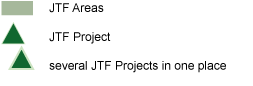 JTF Areas
JTF Project
several JTF Projects in one place